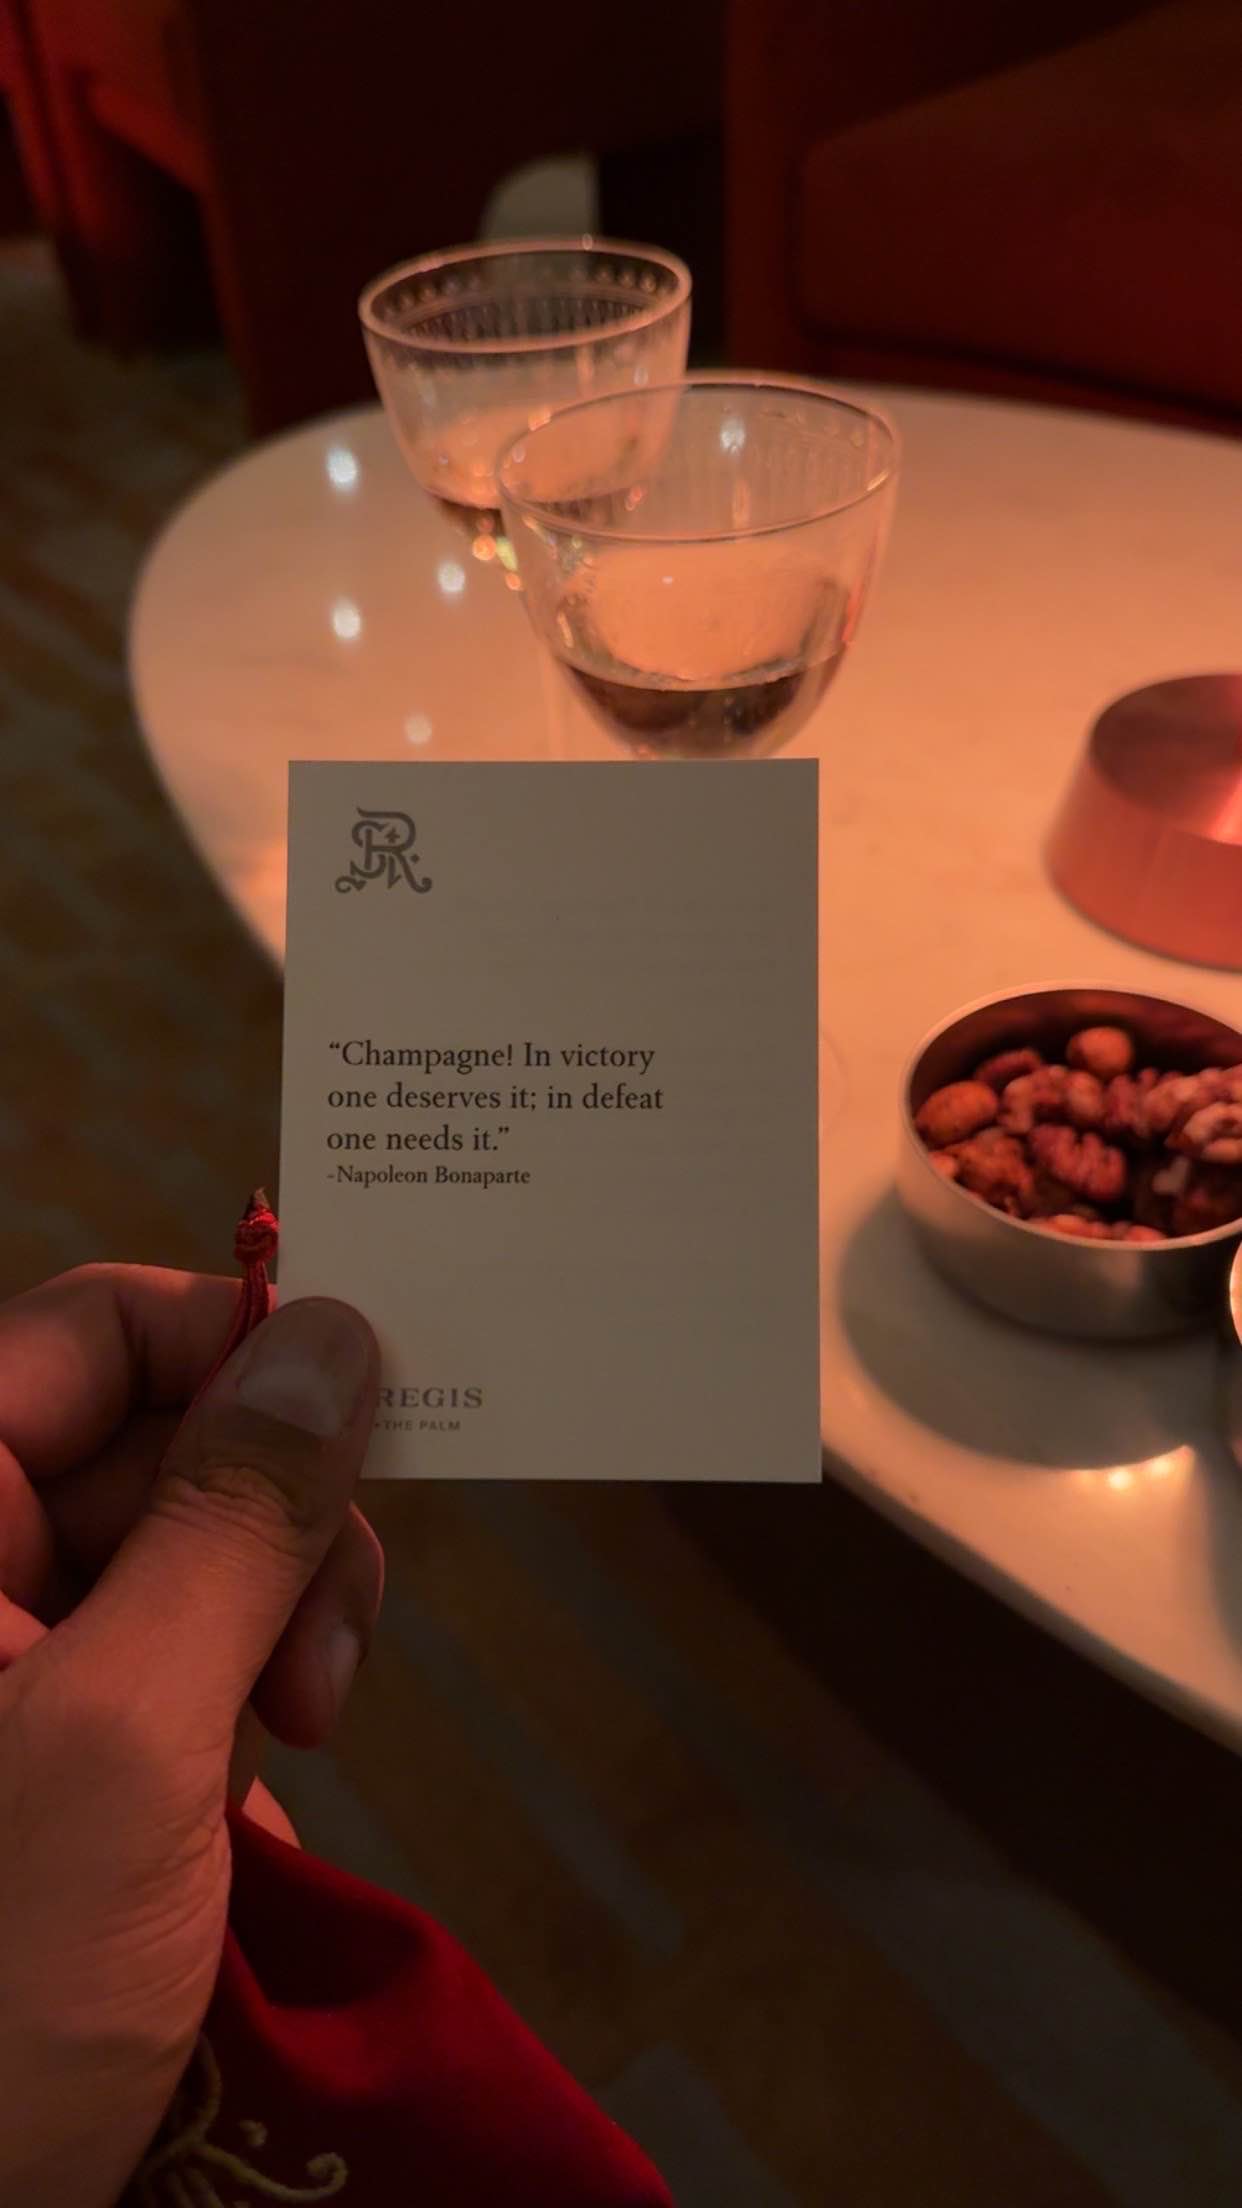 “Champagne! In victory
one deserves it; in defeat
one needs it.”
-Napoleon Bonaparte
REGIS
THE PALM